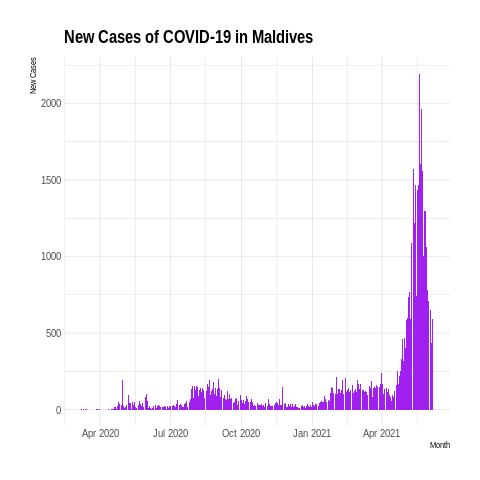 New Cases of COVID-19 in Maldives
New Cases
2000
1500
1000
500
0
Apr 2020 Jul 2020 Oct 2020 Jan 2021 Apr 2021
Month